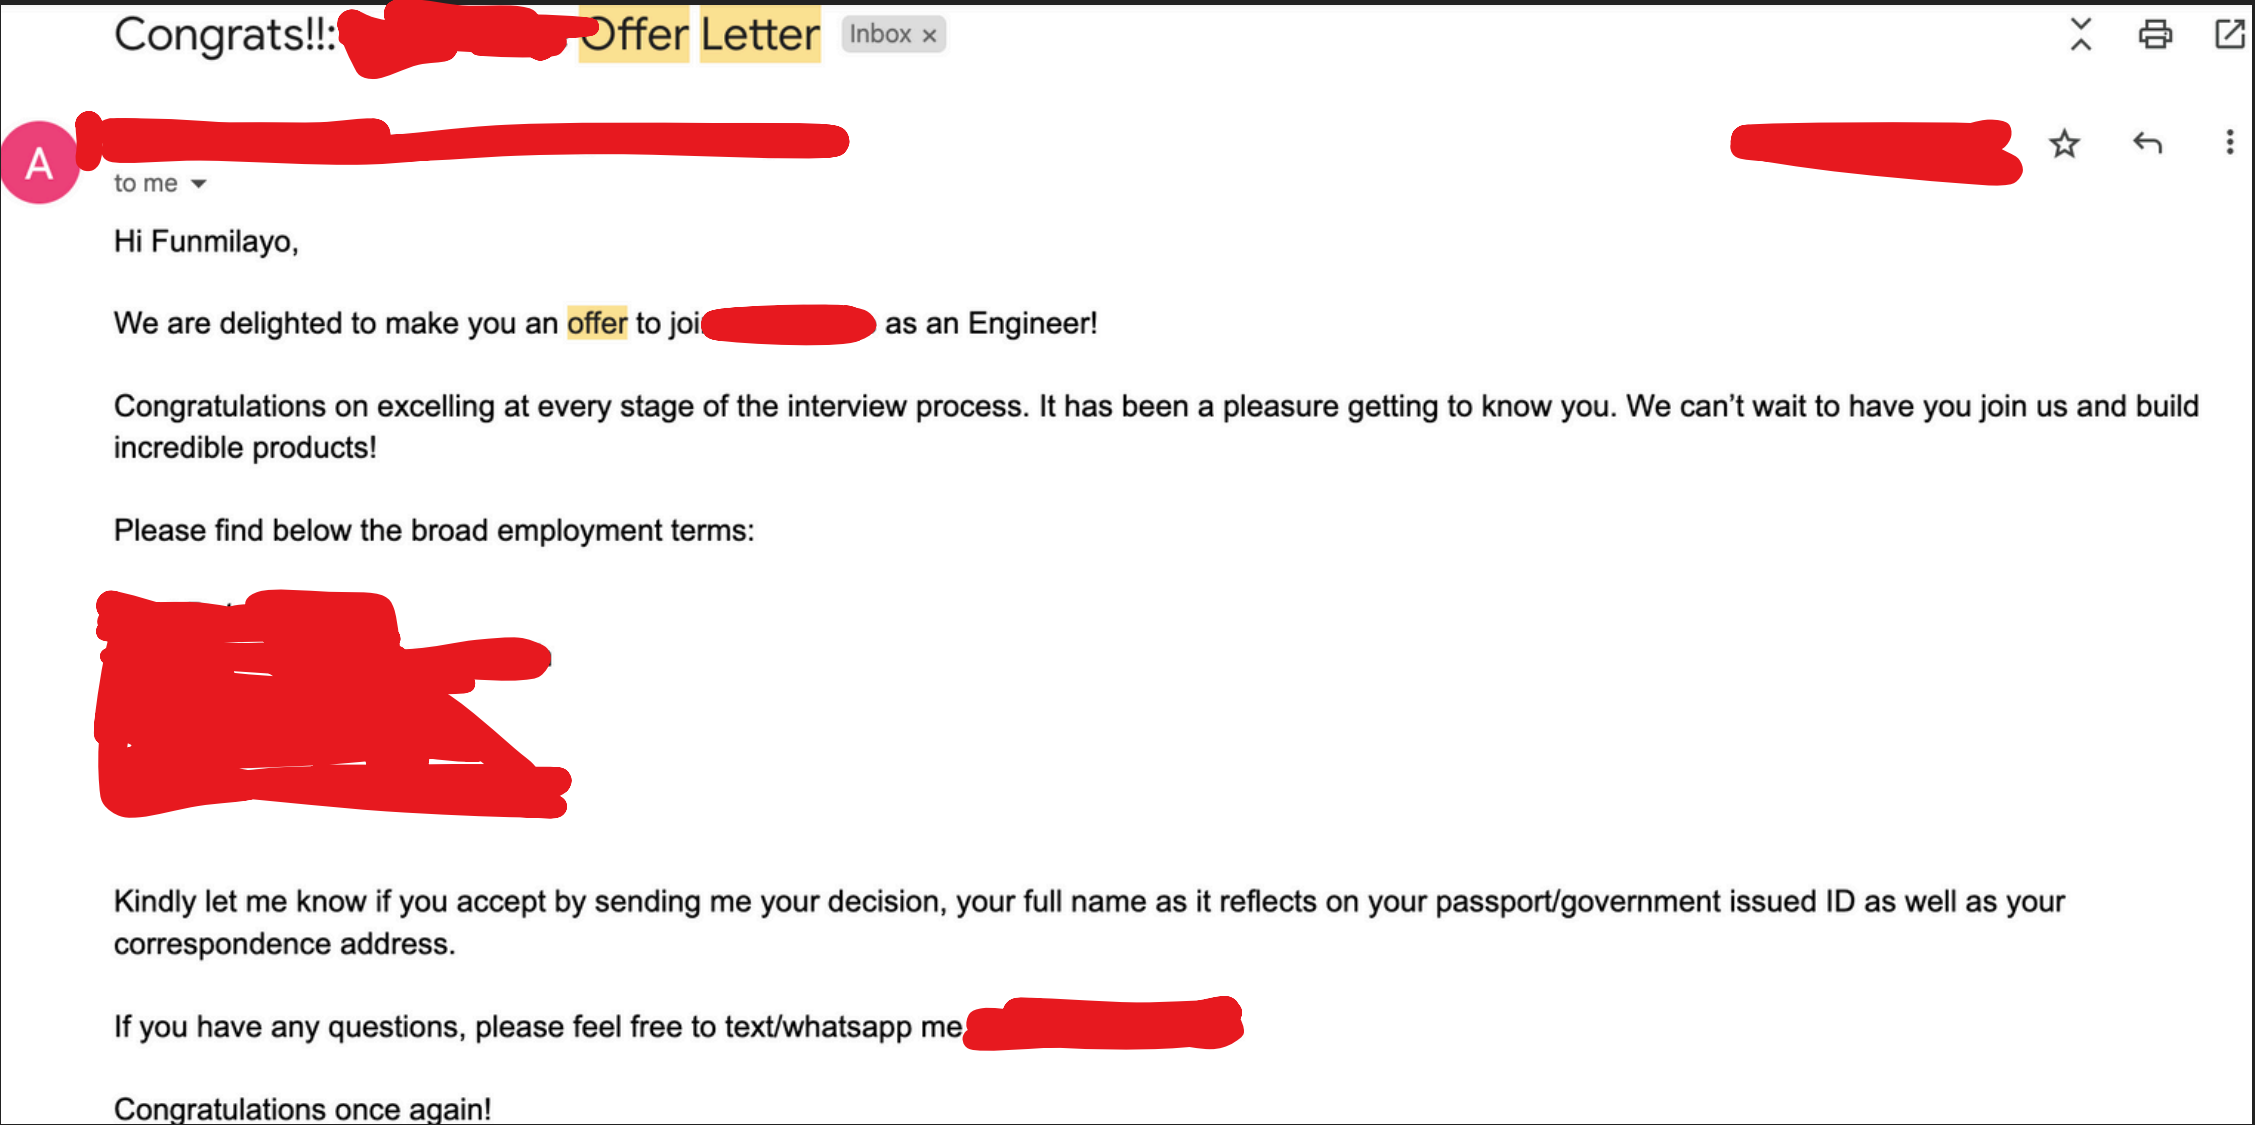 Congrats!!: Offer Letter Inbox ×
A
to me
Hi Funmilayo,
We are delighted to make you an offer to joi as an Engineer!
Congratulations on excelling at every stage of the interview process. It has been a pleasure getting to know you. We can’t wait to have you join us and build
incredible products!
Please find below the broad employment terms:
Kindly let me know if you accept by sending me your decision, your full name as it reflects on your passport/government issued ID as well as your
correspondence address.
If you have any questions, please feel free to text/whatsapp me
Congratulations once again!